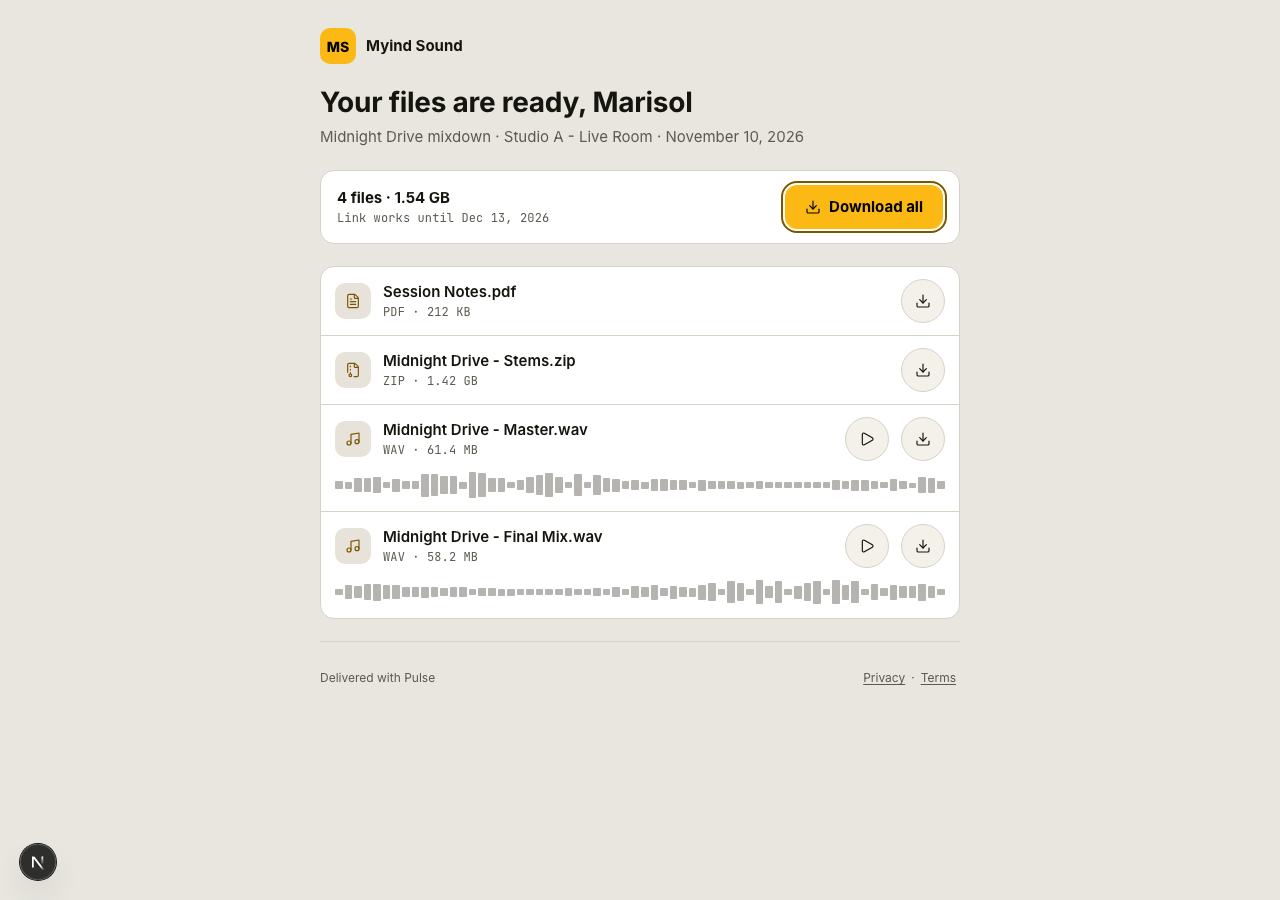 MS
Myind Sound
Your files are ready, Marisol
Midnight Drive mixdown · Studio A - Live Room · November 10, 2026
4 files · 1.54 GB
Link works until Dec 13, 2026
Download all
Session Notes.pdf
PDF · 212 KB
Midnight Drive - Stems.zip
ZIP · 1.42 GB
Midnight Drive - Master.wav
WAV · 61.4 MB
Midnight Drive - Final Mix.wav
WAV · 58.2 MB
Delivered with Pulse
Privacy · Terms
N